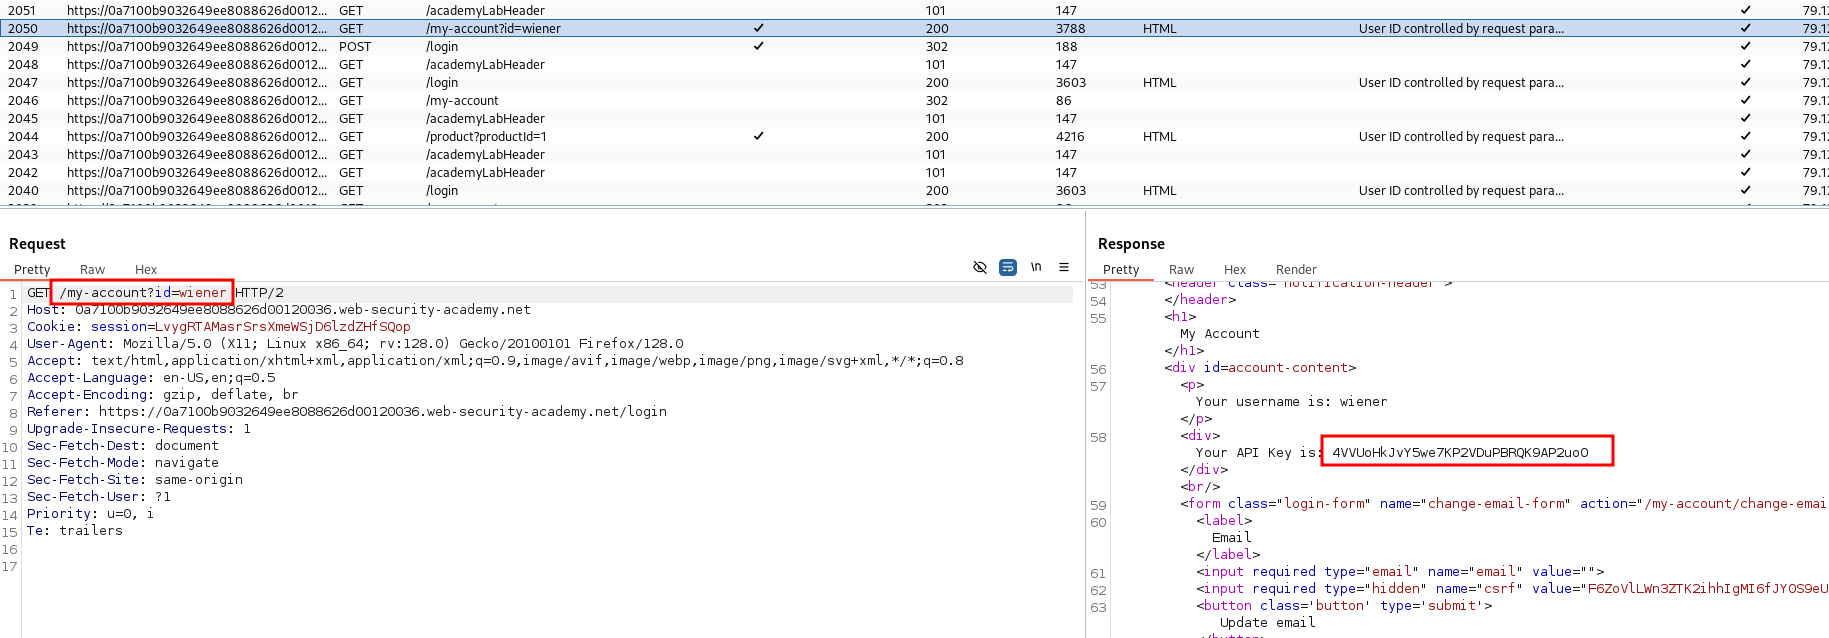 2051 https://0a7100b9032649ee8088626d0012... GET /academyLabHeader 101 147 ✓ 79.12
2050 https://0a7100b9032649ee8088626d0012... GET /my-account?id=wiener ✓ 200 3788 HTML User ID controlled by request para... ✓ 79.12
2049 https://0a7100b9032649ee8088626d0012... POST /login ✓ 302 188 ✓ 79.12
2048 https://0a7100b9032649ee8088626d0012... GET /academyLabHeader 101 147 ✓ 79.12
2047 https://0a7100b9032649ee8088626d0012... GET /login 200 3603 HTML User ID controlled by request para... ✓ 79.12
2046 https://0a7100b9032649ee8088626d0012... GET /my-account 302 86 ✓ 79.12
2045 https://0a7100b9032649ee8088626d0012... GET /academyLabHeader 101 147 ✓ 79.12
2044 https://0a7100b9032649ee8088626d0012... GET /product?productId=1 ✓ 200 4216 HTML User ID controlled by request para... ✓ 79.12
2043 https://0a7100b9032649ee8088626d0012... GET /academyLabHeader 101 147 ✓ 79.12
2042 https://0a7100b9032649ee8088626d0012... GET /academyLabHeader 101 147 ✓ 79.12
2040 https://0a7100b9032649ee8088626d0012... GET /login 200 3603 HTML User ID controlled by request para... ✓ 79.12
Request
Pretty Raw Hex
\n
1 GET /my-account?id=wiener HTTP/2
2 Host: 0a7100b9032649ee8088626d00120036.web-security-academy.net
3 Cookie: session=LvygRTAMasrSrsXmeWSjD6lzdZHfSQop
4 User-Agent: Mozilla/5.0 (X11; Linux x86_64; rv:128.0) Gecko/20100101 Firefox/128.0
5 Accept: text/html,application/xhtml+xml,application/xml;q=0.9,image/avif,image/webp,image/png,image/svg+xml,*/*;q=0.8
6 Accept-Language: en-US,en;q=0.5
7 Accept-Encoding: gzip, deflate, br
8 Referer: https://0a7100b9032649ee8088626d00120036.web-security-academy.net/login
9 Upgrade-Insecure-Requests: 1
10 Sec-Fetch-Dest: document
11 Sec-Fetch-Mode: navigate
12 Sec-Fetch-Site: same-origin
13 Sec-Fetch-User: ?1
14 Priority: u=0, i
15 Te: trailers
16
17
Response
Pretty Raw Hex Render
53 <header class="notification-header">
54 </header>
55 <h1>
My Account
</h1>
56 <div id=account-content>
57 <p>
Your username is: wiener
</p>
58 <div>
Your API Key is: 4VVUoHkJvY5we7KP2VDuPBRQK9AP2uoO
</div>
<br/>
59 <form class="login-form" name="change-email-form" action="/my-account/change-emai
60 <label>
Email
</label>
61 <input required type="email" name="email" value="">
62 <input required type="hidden" name="csrf" value="F6ZoVlLWn3ZTK2ihhIgMI6fJYOS9eU
63 <button class='button' type='submit'>
Update email